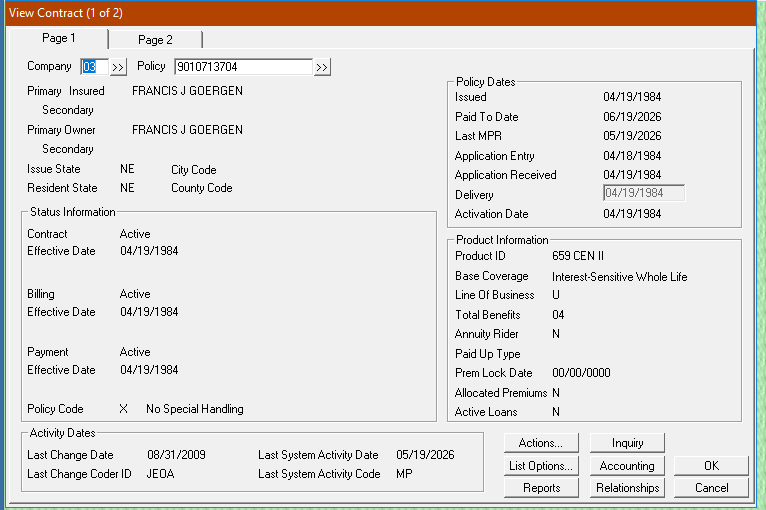 View Contract (1 of 2)
Page 1 Page 2
Company 03 >> Policy 9010713704 >>
Primary Insured FRANCIS J GOERGEN
Secondary
Primary Owner FRANCIS J GOERGEN
Secondary
Issue State NE City Code
Resident State NE County Code
Policy Dates
Issued 04/19/1984
Paid To Date 06/19/2026
Last MPR 05/19/2026
Application Entry 04/18/1984
Application Received 04/19/1984
Delivery 04/19/1984
Activation Date 04/19/1984
Status Information
Contract Active
Effective Date 04/19/1984
Billing Active
Effective Date 04/19/1984
Payment Active
Effective Date 04/19/1984
Policy Code X No Special Handling
Product Information
Product ID 659 CEN II
Base Coverage Interest-Sensitive Whole Life
Line Of Business U
Total Benefits 04
Annuity Rider N
Paid Up Type
Prem Lock Date 00/00/0000
Allocated Premiums N
Active Loans N
Activity Dates
Last Change Date 08/31/2009 Last System Activity Date 05/19/2026
Last Change Coder ID JEOA Last System Activity Code MP
Actions... Inquiry
List Options... Accounting OK
Reports Relationships Cancel